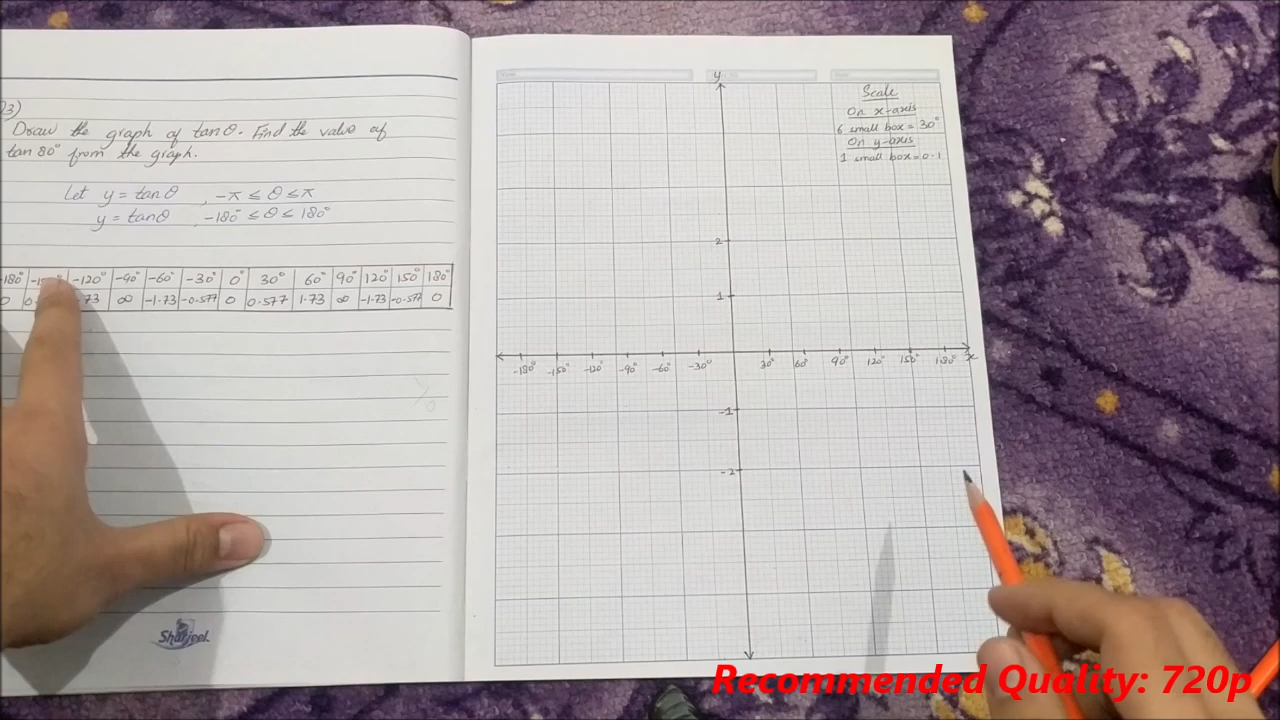 Draw the graph of tanθ. Find the value of
tan 80° from the graph.
Let y = tanθ , -π ≤ θ ≤ π
y = tanθ , -180° ≤ θ ≤ 180°
-180° -120° -90° -60° -30° 0° 30° 60° 90° 120° 150° 180°
0 ∞ -1.73 -0.577 0 0.577 1.73 ∞ -1.73 -0.577 0
Sharjeel
y
Scale
On x-axis
6 small box = 30°
On y-axis
1 small box = 0.1
2
1
-180° -150° -120° -90° -60° -30° 30° 60° 90° 120° 150° 180° x
-1
-2
Recommended Quality: 720p